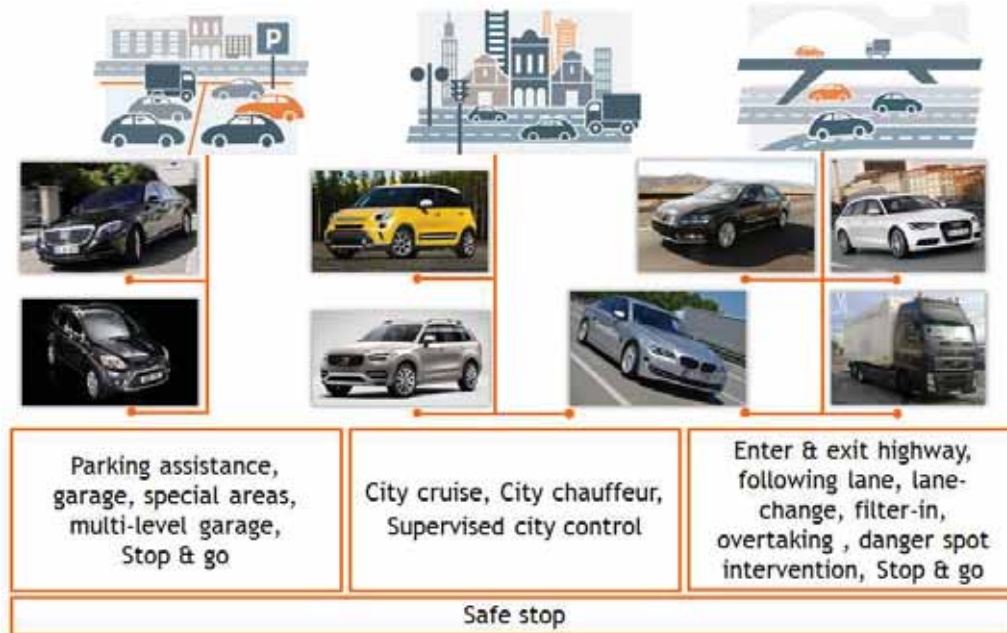 P
Parking assistance,
garage, special areas,
multi-level garage,
Stop & go
City cruise, City chauffeur,
Supervised city control
Enter & exit highway,
following lane, lane-
change, filter-in,
overtaking , danger spot
intervention, Stop & go
Safe stop